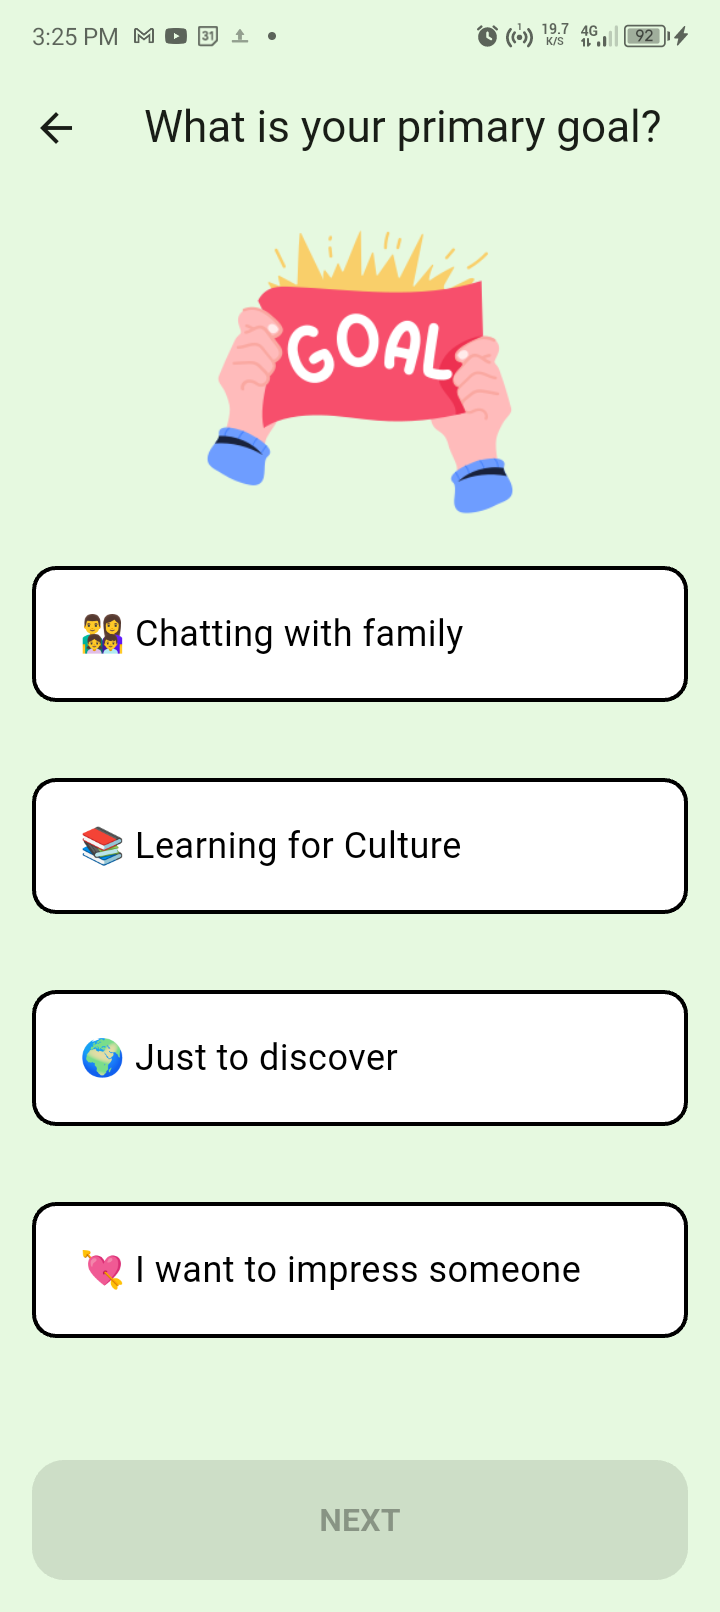 3:25 PM 31 1 19.7 K/S 4G 92
What is your primary goal?
GOAL
Chatting with family
Learning for Culture
Just to discover
I want to impress someone
NEXT